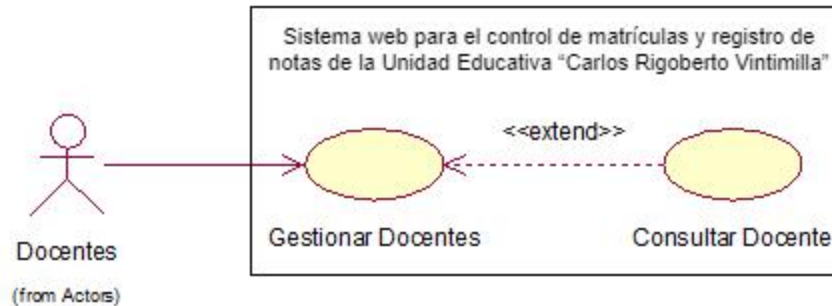 Sistema web para el control de matrículas y registro de
notas de la Unidad Educativa “Carlos Rigoberto Vintimilla”
<<extend>>
Gestionar Docentes
Consultar Docente
Docentes
(from Actors)